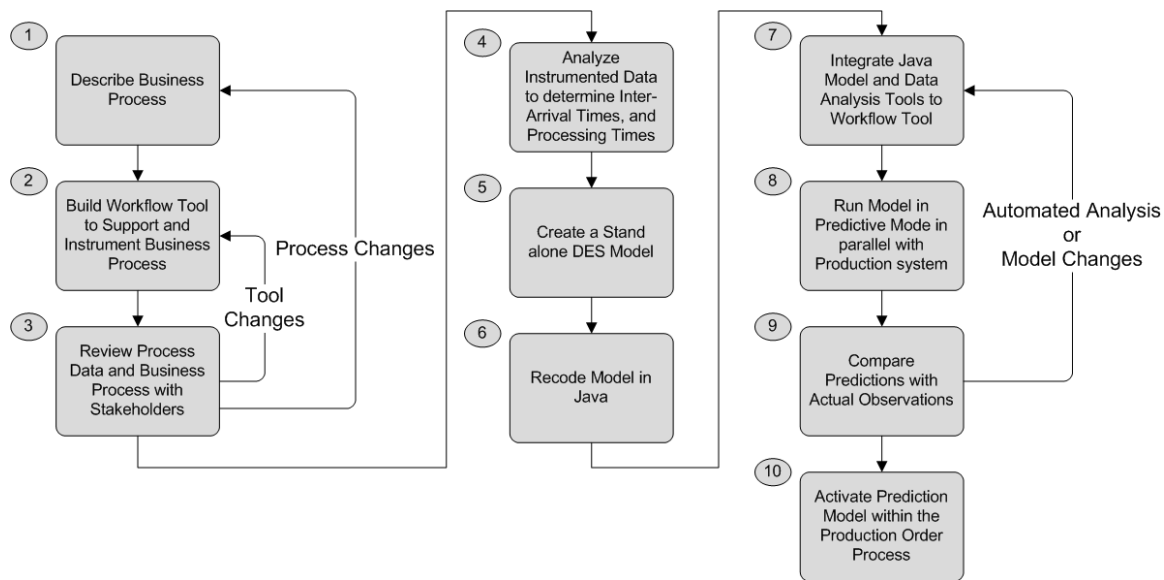 1
Describe Business
Process
2
Build Workflow Tool
to Support and
Instrument Business
Process
3
Review Process
Data and Business
Process with
Stakeholders
Tool
Changes
Process Changes
4
Analyze
Instrumented Data
to determine Inter-
Arrival Times, and
Processing Times
5
Create a Stand
alone DES Model
6
Recode Model in
Java
7
Integrate Java
Model and Data
Analysis Tools to
Workflow Tool
8
Run Model in
Predictive Mode in
parallel with
Production system
9
Compare
Predictions with
Actual Observations
Automated Analysis
or
Model Changes
10
Activate Prediction
Model within the
Production Order
Process